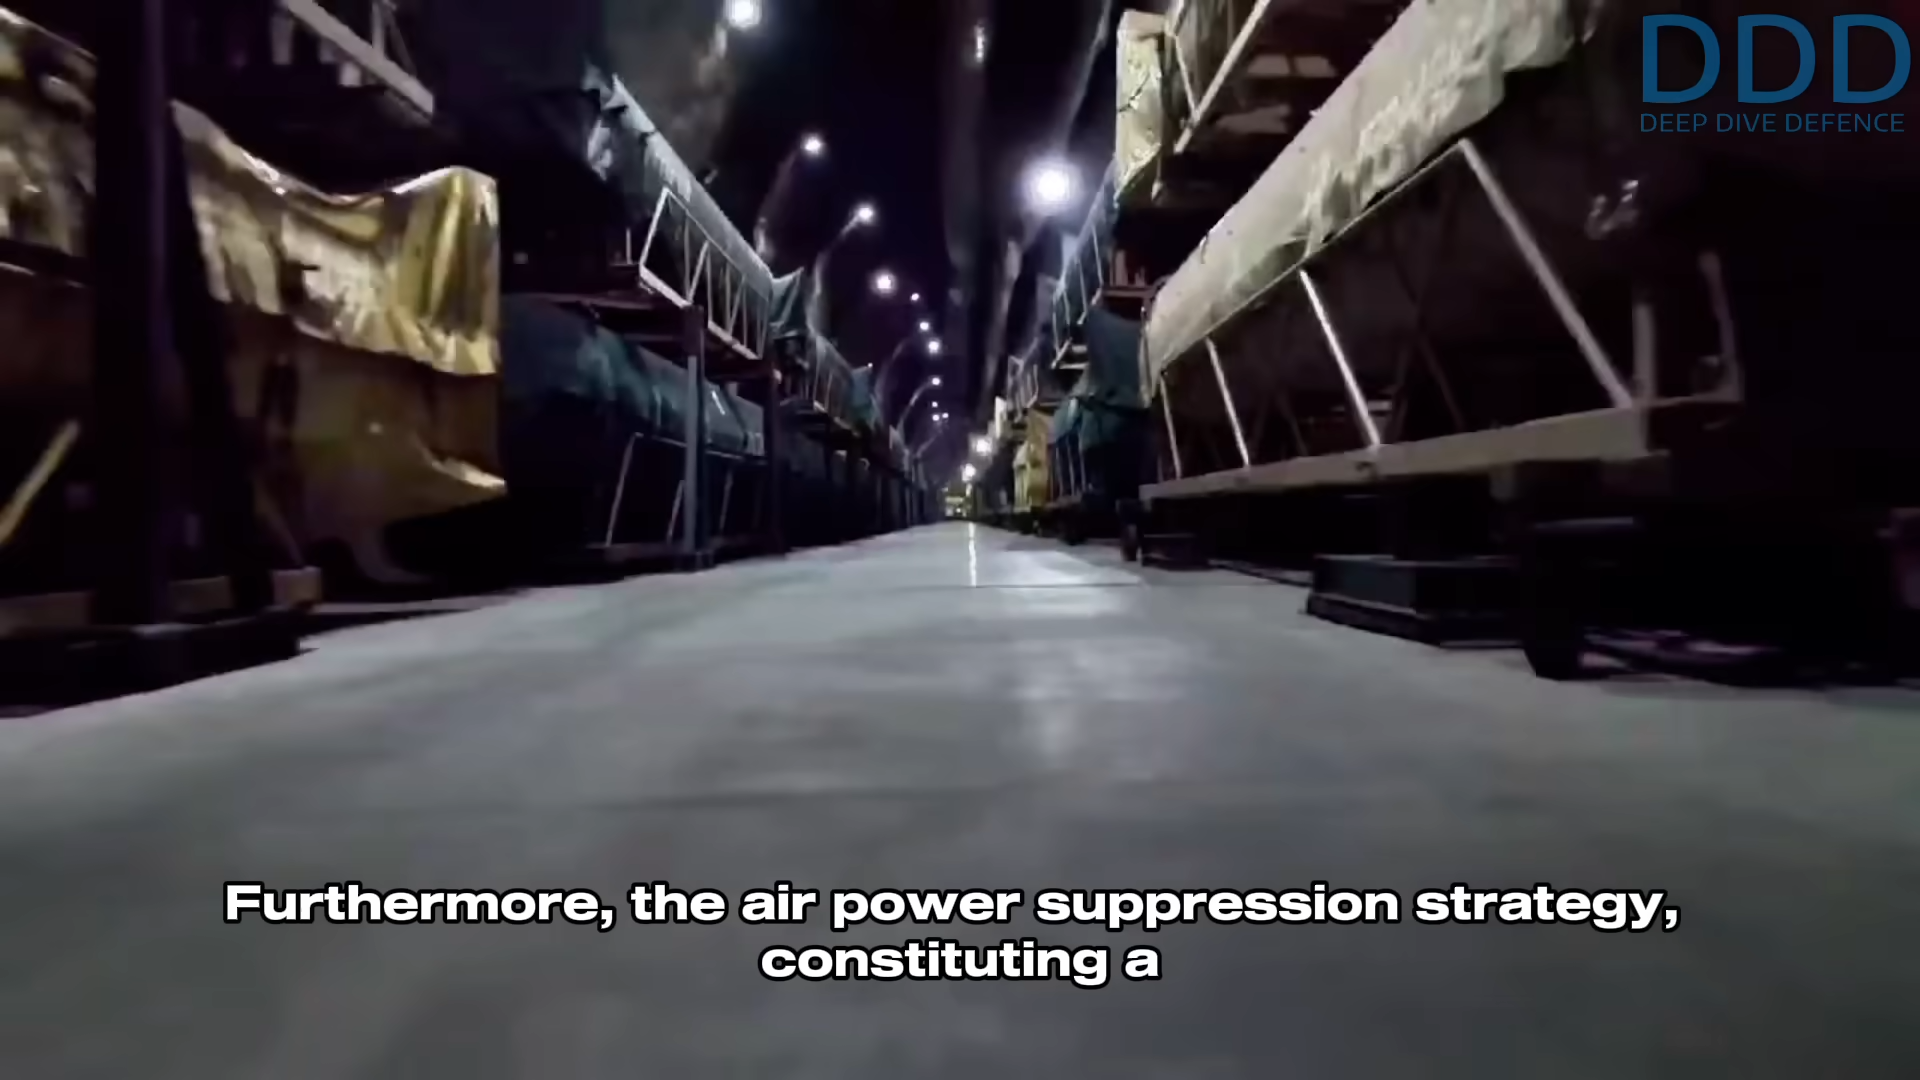 DDD
DEEP DIVE DEFENCE
Furthermore, the air power suppression strategy,
constituting a